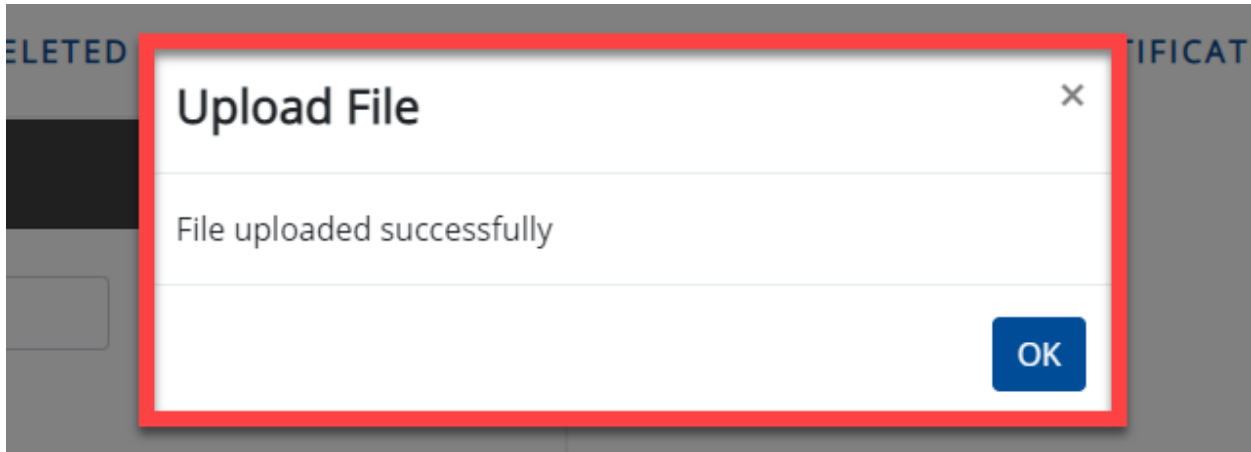 ELETED
TIFICAT
Upload File
×
File uploaded successfully
OK